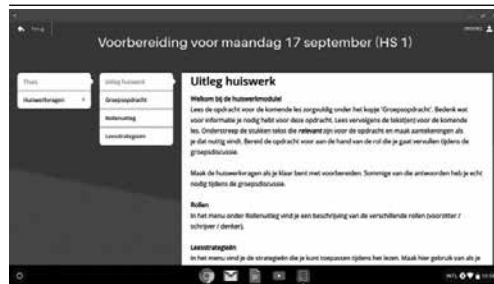 Terug
Voorbereiding voor maandag 17 september (HS 1)
Thuis
Huiswerkvragen
Uitleg huiswerk
Groepsopdracht
Rollenuitleg
Leesstrategieën
Uitleg huiswerk
Welkom bij de huiswerkmodule!
Lees de opdracht voor de komende les zorgvuldig onder het kopje 'Groepsopdracht'. Bedenk wat
voor informatie je nodig hebt voor deze opdracht. Lees vervolgens de tekst(en) voor de komende
les. Onderstreep de stukken tekst die relevant zijn voor de opdracht en maak aantekeningen als
je dat nuttig vindt. Bereid de opdracht voor aan de hand van de rol die je gaat vervullen tijdens de
groepsdiscussie.
Maak de huiswerkvragen als je klaar bent met voorbereiden. Sommige van die antwoorden heb je echt
nodig tijdens de groepsdiscussie.
Rollen
In het menu onder Rollenuitleg vind je een beschrijving van de verschillende rollen (voorzitter /
schrijver / denker).
Leesstrategieën
In het menu vind je de strategieën die je kunt toepassen tijdens het lezen. Maak hier gebruik van als je
INTL